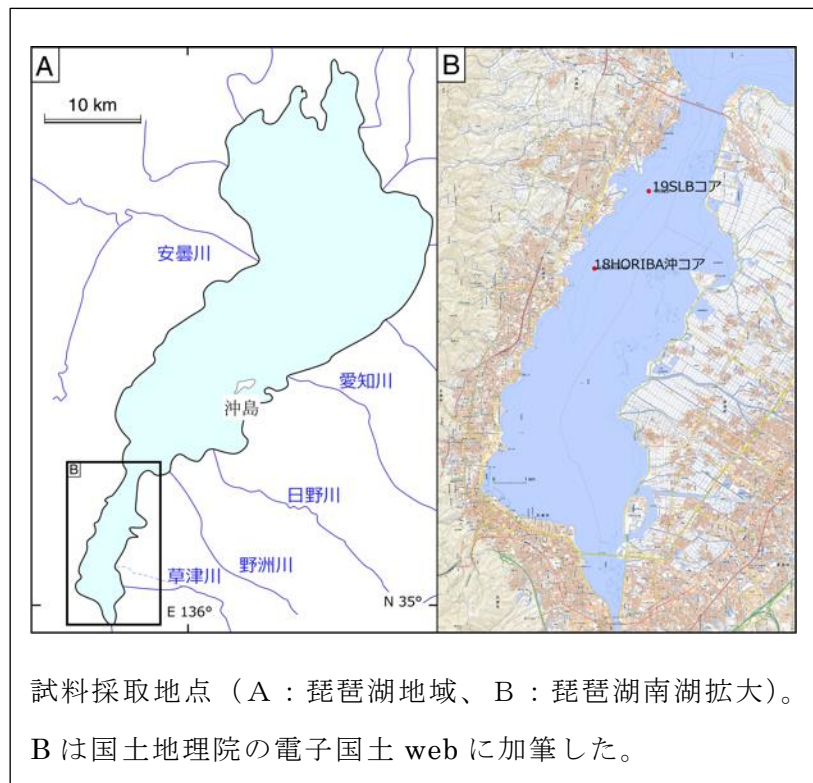 A
10 km
安曇川
沖島
愛知川
日野川
野洲川
草津川
B
E 136°
N 35°
B
19SLBコア
18HORIBA沖コア
試料採取地点（A：琵琶湖地域、B：琵琶湖南湖拡大）。
Bは国土地理院の電子国土 web に加筆した。